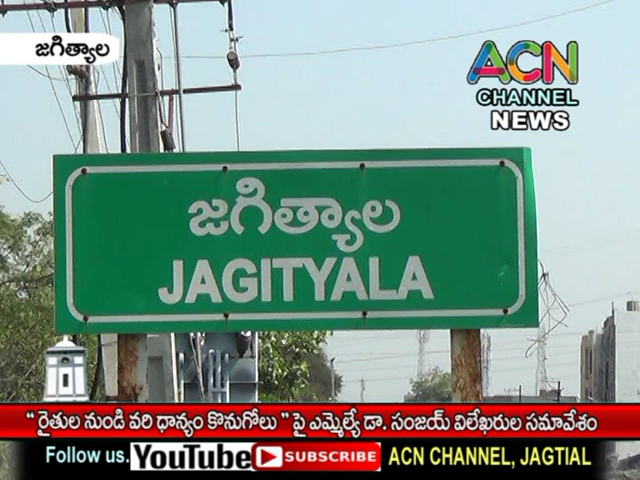 జగిత్యాల
ACN
CHANNEL
NEWS
జగిత్యాల
JAGITYALA
“ రైతుల నుండి వరి ధాన్యం కొనుగోలు ” పై ఎమ్మెల్యే డా. సంజయ్ విలేఖరుల సమావేశం
Follow us. YouTube SUBSCRIBE ACN CHANNEL, JAGTIAL